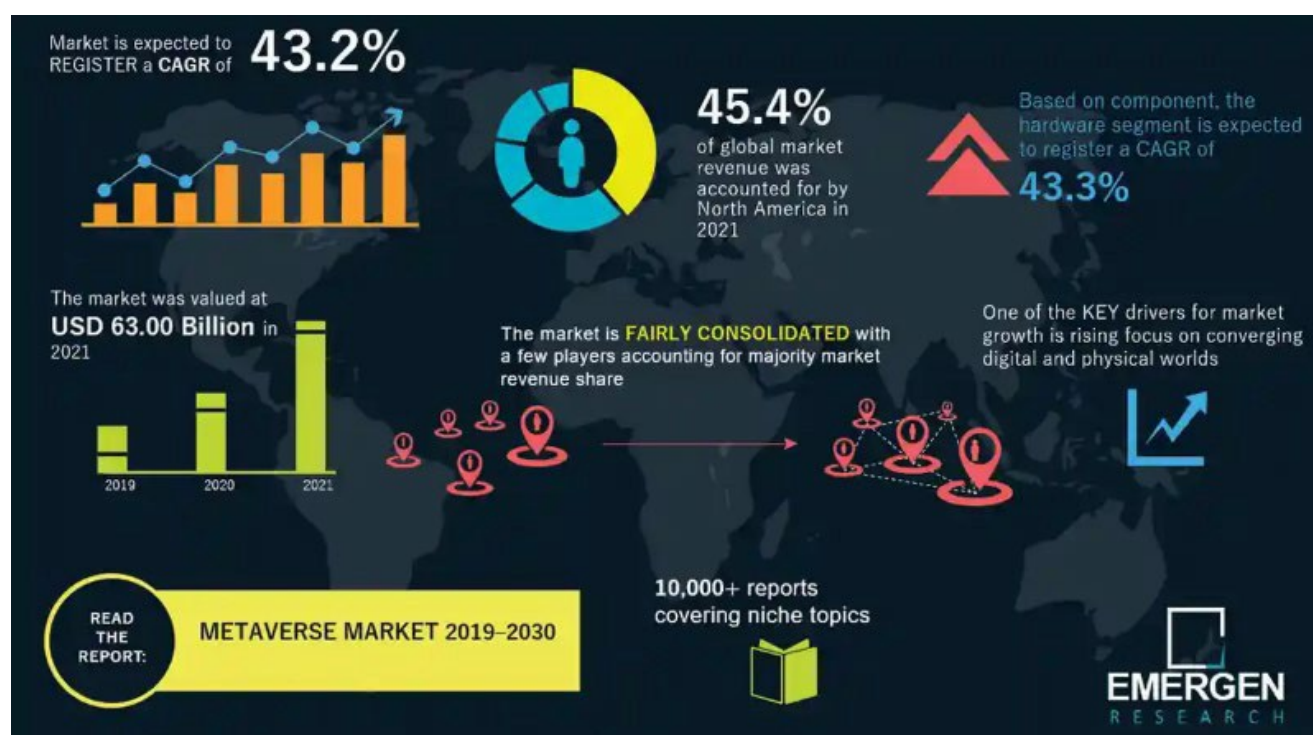 Market is expected to
REGISTER a CAGR of
43.2%
45.4%
of global market
revenue was
accounted for by
North America in
2021
Based on component, the
hardware segment is expected
to register a CAGR of
43.3%
The market was valued at
USD 63.00 Billion in
2021
2019
2020
2021
The market is FAIRLY CONSOLIDATED with
a few players accounting for majority market
revenue share
One of the KEY drivers for market
growth is rising focus on converging
digital and physical worlds
READ
THE
REPORT:
METAVERSE MARKET 2019–2030
10,000+ reports
covering niche topics
EMERGEN
RESEARCH